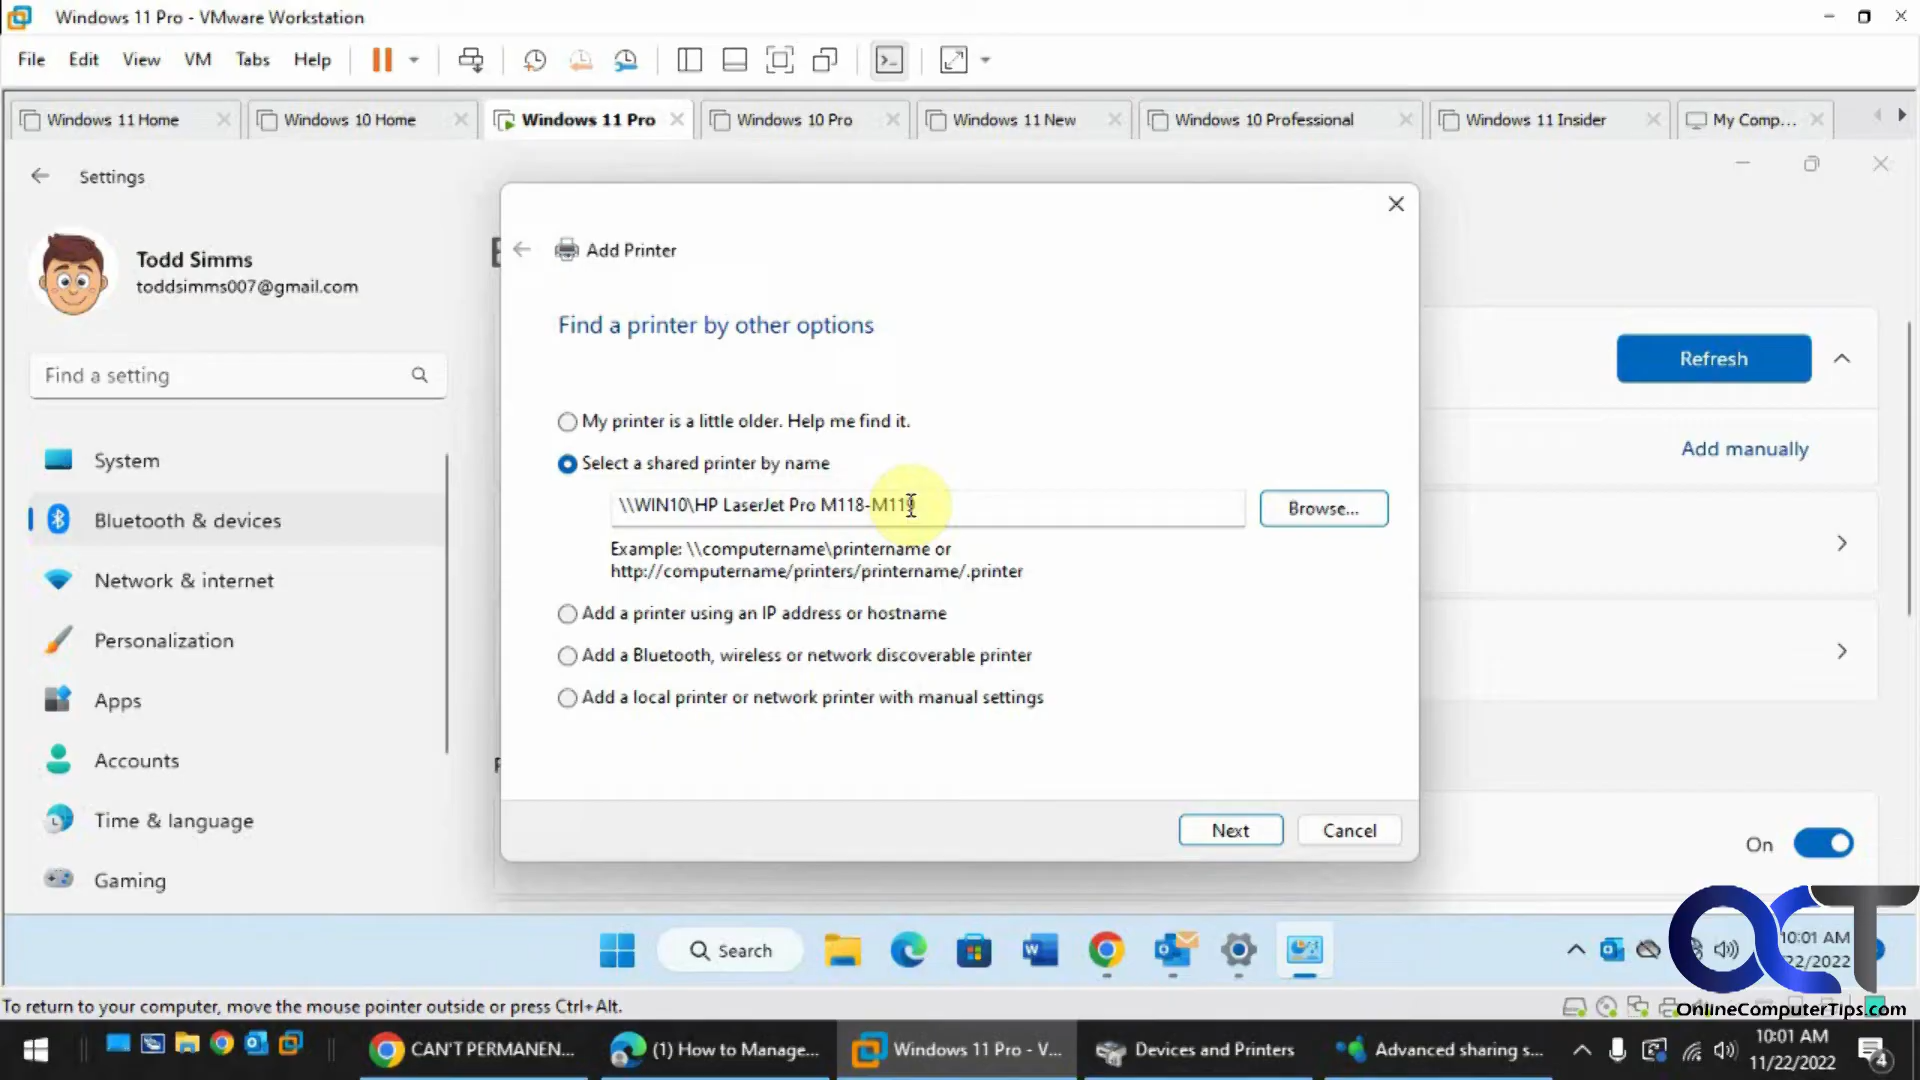 Windows 11 Pro - VMware Workstation
File Edit View VM Tabs Help
Windows 11 Home Windows 10 Home Windows 11 Pro Windows 10 Pro Windows 11 New Windows 10 Professional Windows 11 Insider My Comp...
Settings
Todd Simms
toddsimms007@gmail.com
Find a setting
System
Bluetooth & devices
Network & internet
Personalization
Apps
Accounts
Time & language
Gaming
Add Printer
Find a printer by other options
My printer is a little older. Help me find it.
Select a shared printer by name
\\WIN10\HP LaserJet Pro M118-M119
Browse...
Example: \\computername\printername or
http://computername/printers/printername/.printer
Add a printer using an IP address or hostname
Add a Bluetooth, wireless or network discoverable printer
Add a local printer or network printer with manual settings
Next Cancel
Refresh
Add manually
On
Search
10:01 AM
22/2022
OCT
OnlineComputerTips.com
To return to your computer, move the mouse pointer outside or press Ctrl+Alt.
CAN'T PERMANEN... (1) How to Manage... Windows 11 Pro - V... Devices and Printers Advanced sharing s...
10:01 AM
11/22/2022
4